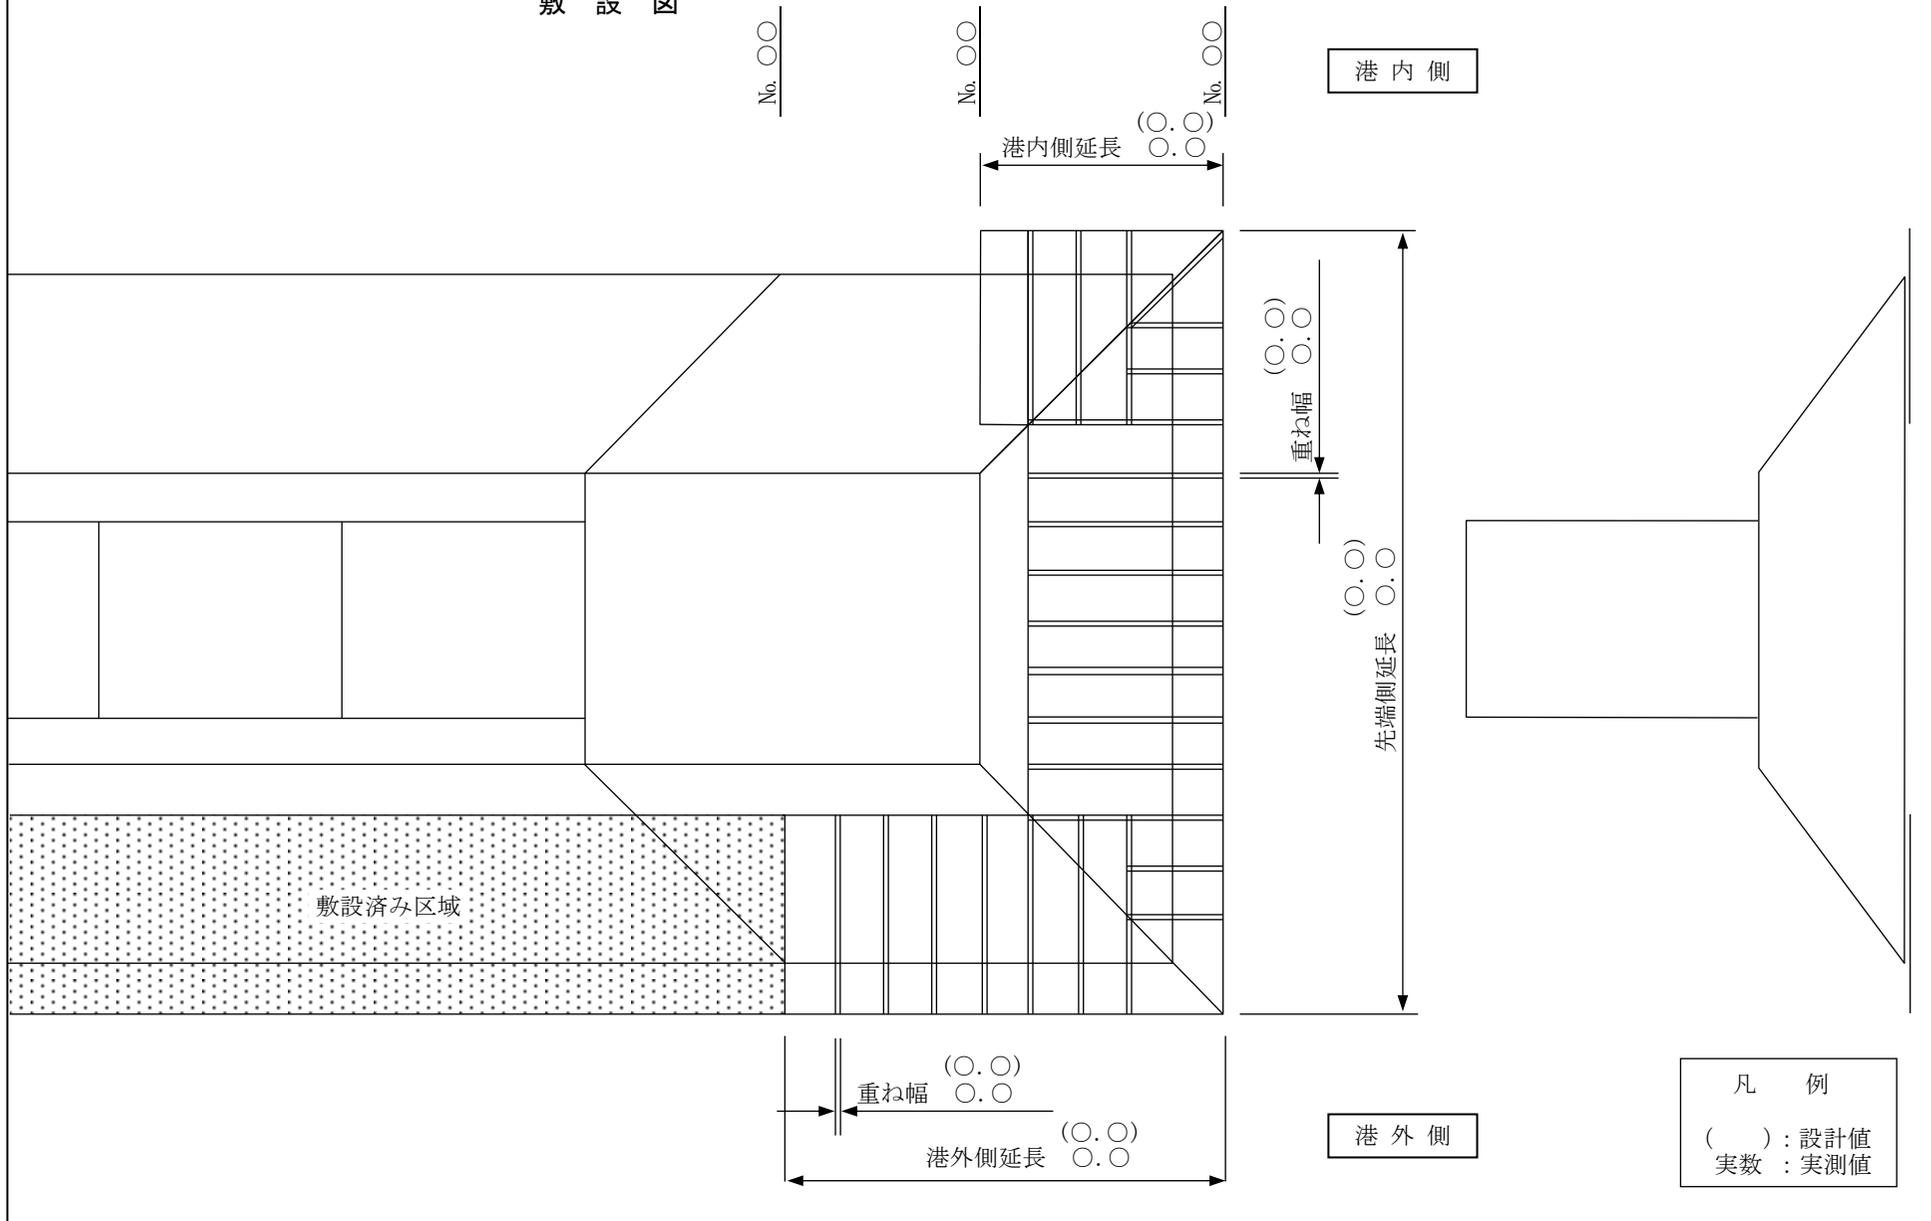 敷 設 図
No. ○○ ○
No. ○○ ○
No. ○○ ○
港 内 側
(○.○)
港内側延長 ○.○
(○.○)
重ね幅 ○.○
(○.○)
先端側延長 ○.○
敷設済み区域
(○.○)
重ね幅 ○.○
(○.○)
港外側延長 ○.○
港 外 側
凡 例
( ) : 設計値
実数 : 実測値